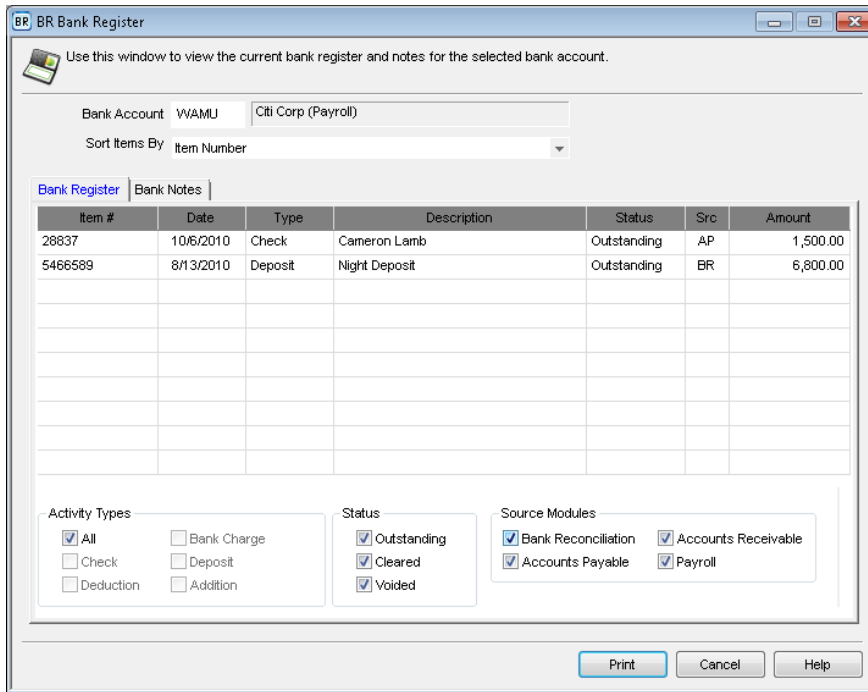 BR BR Bank Register
Use this window to view the current bank register and notes for the selected bank account.
Bank Account WAMU Citi Corp (Payroll)
Sort Items By Item Number
Bank Register Bank Notes
Item # Date Type Description Status Src Amount
28837 10/6/2010 Check Cameron Lamb Outstanding AP 1,500.00
5466589 8/13/2010 Deposit Night Deposit Outstanding BR 6,800.00
Activity Types Status Source Modules
All Bank Charge Outstanding Bank Reconciliation Accounts Receivable
Check Deposit Cleared Accounts Payable Payroll
Deduction Addition Voided
Print Cancel Help